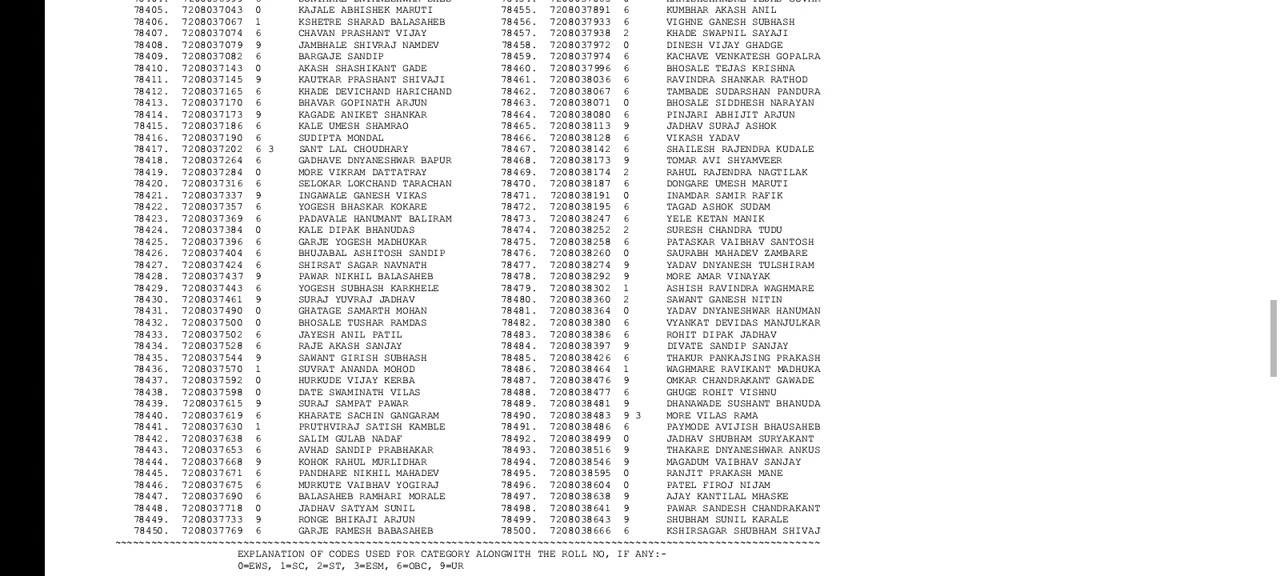 78405. 7208037043 0 KAJALE ABHISHEK MARUTI
78406. 7208037067 1 KSHETRE SHARAD BALASAHEB
78407. 7208037074 6 CHAVAN PRASHANT VIJAY
78408. 7208037079 9 JAMBHALE SHIVRAJ NAMDEV
78409. 7208037082 6 BARGAJE SANDIP
78410. 7208037143 0 AKASH SHASHIKANT GADE
78411. 7208037145 9 KAUTKAR PRASHANT SHIVAJI
78412. 7208037165 6 KHADE DEVICHAND HARICHAND
78413. 7208037170 6 BHAVAR GOPINATH ARJUN
78414. 7208037173 9 KAGADE ANIKET SHANKAR
78415. 7208037186 6 KALE UMESH SHAMRAO
78416. 7208037190 6 SUDIPTA MONDAL
78417. 7208037202 6 3 SANT LAL CHOUDHARY
78418. 7208037264 6 GADHAVE DNYANESHWAR BAPUR
78419. 7208037284 0 MORE VIKRAM DATTATRAY
78420. 7208037316 6 SELOKAR LOKCHAND TARACHAN
78421. 7208037337 9 INGAWALE GANESH VIKAS
78422. 7208037357 6 YOGESH BHASKAR KOKARE
78423. 7208037369 6 PADAVALE HANUMANT BALIRAM
78424. 7208037384 0 KALE DIPAK BHANUDAS
78425. 7208037396 6 GARJE YOGESH MADHUKAR
78426. 7208037404 6 BHUJABAL ASHITOSH SANDIP
78427. 7208037424 6 SHIRSAT SAGAR NAVNATH
78428. 7208037437 9 PAWAR NIKHIL BALASAHEB
78429. 7208037443 6 YOGESH SUBHASH KARKHELE
78430. 7208037461 9 SURAJ YUVRAJ JADHAV
78431. 7208037490 0 GHATAGE SAMARTH MOHAN
78432. 7208037500 0 BHOSALE TUSHAR RAMDAS
78433. 7208037502 6 JAYESH ANIL PATIL
78434. 7208037528 6 RAJE AKASH SANJAY
78435. 7208037544 9 SAWANT GIRISH SUBHASH
78436. 7208037570 1 SUVRAT ANANDA MOHOD
78437. 7208037592 0 HURKUDE VIJAY KERBA
78438. 7208037598 0 DATE SWAMINATH VILAS
78439. 7208037615 9 SURAJ SAMPAT PAWAR
78440. 7208037619 6 KHARATE SACHIN GANGARAM
78441. 7208037630 1 PRUTHVIRAJ SATISH KAMBLE
78442. 7208037638 6 SALIM GULAB NADAF
78443. 7208037653 6 AVHAD SANDIP PRABHAKAR
78444. 7208037668 9 KOHOK RAHUL MURLIDHAR
78445. 7208037671 6 PANDHARE NIKHIL MAHADEV
78446. 7208037675 6 MURKUTE VAIBHAV YOGIRAJ
78447. 7208037690 6 BALASAHEB RAMHARI MORALE
78448. 7208037718 0 JADHAV SATYAM SUNIL
78449. 7208037733 9 RONGE BHIKAJI ARJUN
78450. 7208037769 6 GARJE RAMESH BABASAHEB
78455. 7208037891 6 KUMBHAR AKASH ANIL
78456. 7208037933 6 VIGHNE GANESH SUBHASH
78457. 7208037938 2 KHADE SWAPNIL SAYAJI
78458. 7208037972 0 DINESH VIJAY GHADGE
78459. 7208037974 6 KACHAVE VENKATESH GOPALRA
78460. 7208037996 6 BHOSALE TEJAS KRISHNA
78461. 7208038036 6 RAVINDRA SHANKAR RATHOD
78462. 7208038067 6 TAMBADE SUDARSHAN PANDURA
78463. 7208038071 0 BHOSALE SIDDHESH NARAYAN
78464. 7208038080 6 PINJARI ABHIJIT ARJUN
78465. 7208038113 9 JADHAV SURAJ ASHOK
78466. 7208038128 6 VIKASH YADAV
78467. 7208038142 6 SHAILESH RAJENDRA KUDALE
78468. 7208038173 9 TOMAR AVI SHYAMVEER
78469. 7208038174 2 RAHUL RAJENDRA NAGTILAK
78470. 7208038187 6 DONGARE UMESH MARUTI
78471. 7208038191 0 INAMDAR SAMIR RAFIK
78472. 7208038195 6 TAGAD ASHOK SUDAM
78473. 7208038247 6 YELE KETAN MANIK
78474. 7208038252 2 SURESH CHANDRA TUDU
78475. 7208038258 6 PATASKAR VAIBHAV SANTOSH
78476. 7208038260 0 SAURABH MAHADEV ZAMBARE
78477. 7208038274 9 YADAV DNYANESH TULSHIRAM
78478. 7208038292 9 MORE AMAR VINAYAK
78479. 7208038302 1 ASHISH RAVINDRA WAGHMARE
78480. 7208038360 2 SAWANT GANESH NITIN
78481. 7208038364 0 YADAV DNYANESHWAR HANUMAN
78482. 7208038380 6 VYANKAT DEVIDAS MANJULKAR
78483. 7208038386 6 ROHIT DIPAK JADHAV
78484. 7208038397 9 DIVATE SANDIP SANJAY
78485. 7208038426 6 THAKUR PANKAJSING PRAKASH
78486. 7208038464 1 WAGHMARE RAVIKANT MADHUKA
78487. 7208038476 9 OMKAR CHANDRAKANT GAWADE
78488. 7208038477 6 GHUGE ROHIT VISHNU
78489. 7208038481 9 DHANAWADE SUSHANT BHANUDA
78490. 7208038483 9 3 MORE VILAS RAMA
78491. 7208038486 6 PAYMODE AVIJISH BHAUSAHEB
78492. 7208038499 0 JADHAV SHUBHAM SURYAKANT
78493. 7208038516 9 THAKARE DNYANESHWAR ANKUS
78494. 7208038546 9 MAGADUM VAIBHAV SANJAY
78495. 7208038595 0 RANJIT PRAKASH MANE
78496. 7208038604 0 PATEL FIROJ NIJAM
78497. 7208038638 9 AJAY KANTILAL MHASKE
78498. 7208038641 9 PAWAR SANDESH CHANDRAKANT
78499. 7208038643 9 SHUBHAM SUNIL KARALE
78500. 7208038666 6 KSHIRSAGAR SHUBHAM SHIVAJ
EXPLANATION OF CODES USED FOR CATEGORY ALONGWITH THE ROLL NO, IF ANY:-
0=EWS, 1=SC, 2=ST, 3=ESM, 6=OBC, 9=UR